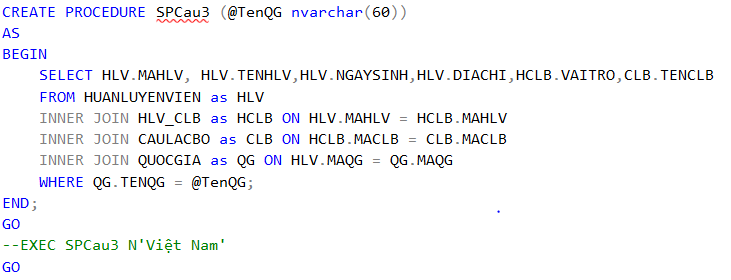 CREATE PROCEDURE SPCau3 (@TenQG nvarchar(60))
AS
BEGIN
    SELECT HLV.MAHLV, HLV.TENHLV,HLV.NGAYSINH,HLV.DIACHI,HCLB.VAITRO,CLB.TENCLB
    FROM HUANLUYENVIEN as HLV
    INNER JOIN HLV_CLB as HCLB ON HLV.MAHLV = HCLB.MAHLV
    INNER JOIN CAULACBO as CLB ON HCLB.MACLB = CLB.MACLB
    INNER JOIN QUOCGIA as QG ON HLV.MAQG = QG.MAQG
    WHERE QG.TENQG = @TenQG;
END;
GO
--EXEC SPCau3 N'Việt Nam'
GO